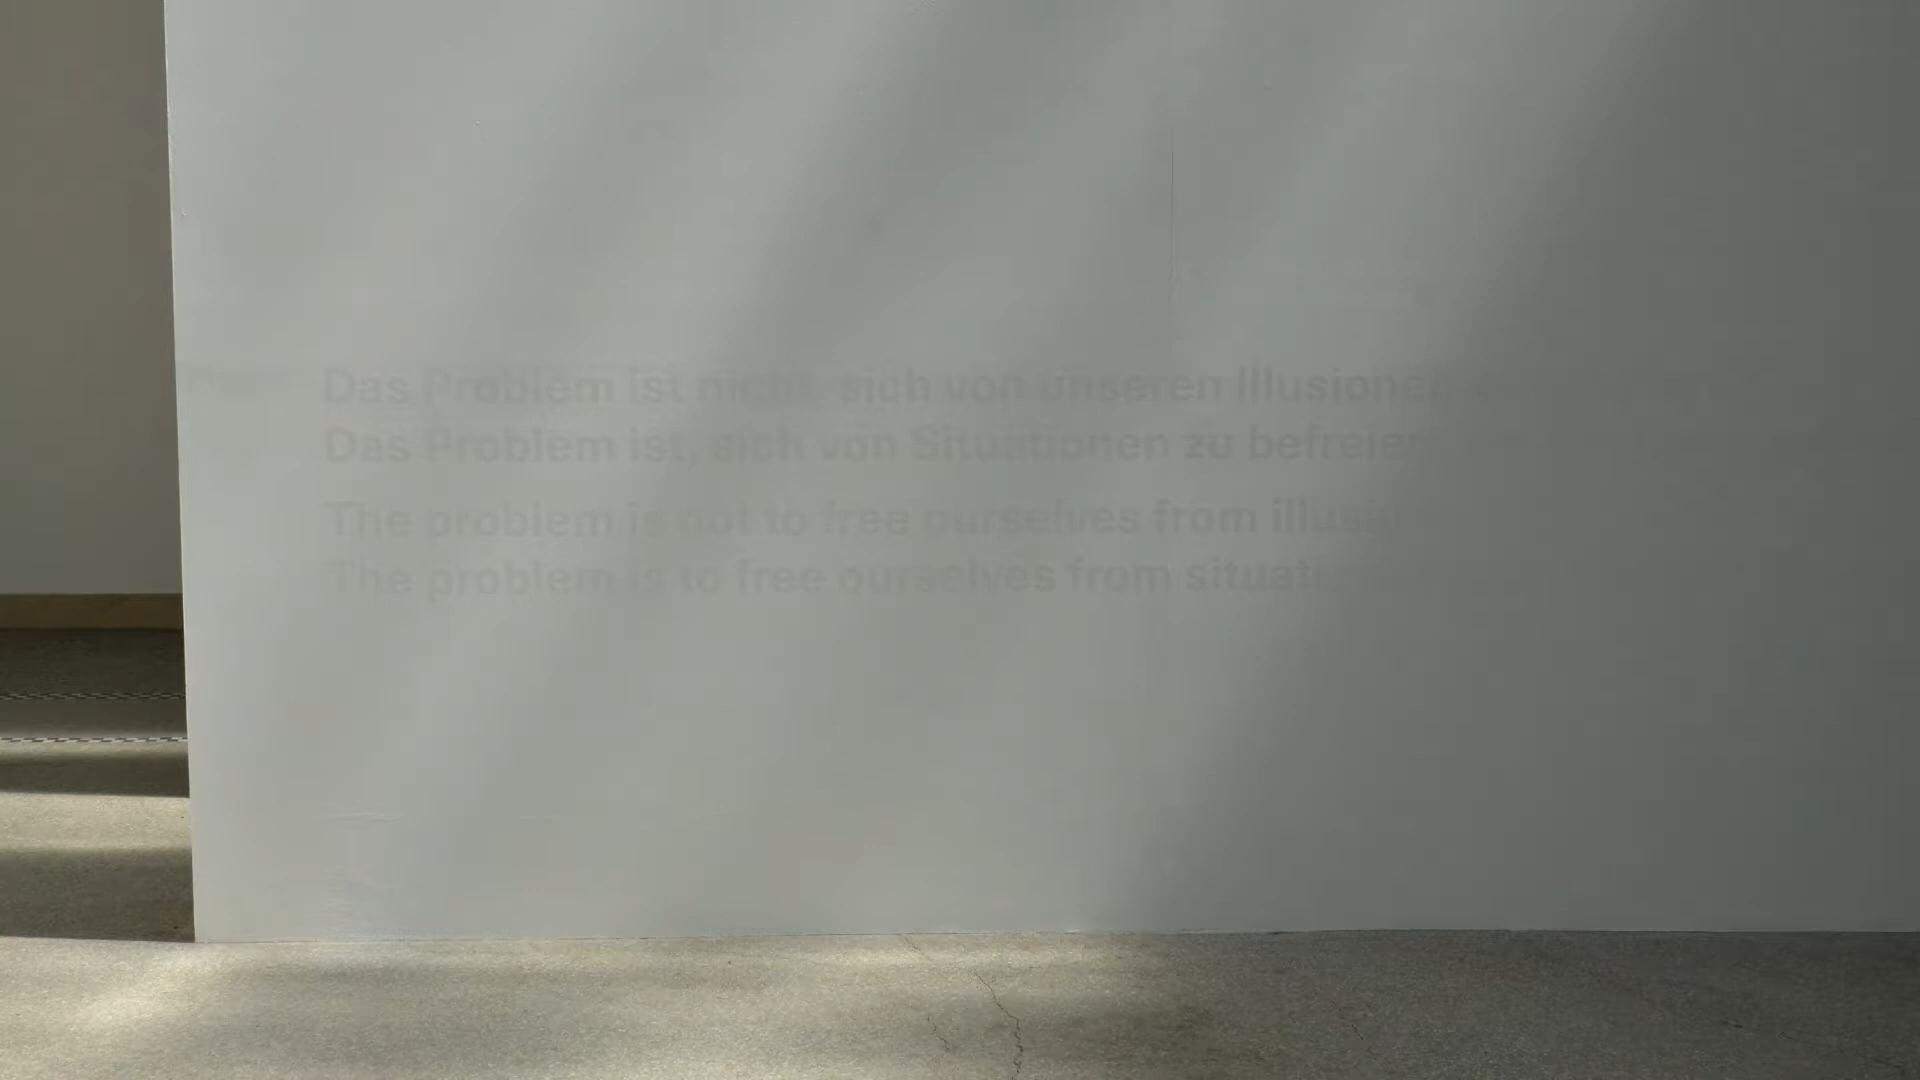 Das Problem ist nicht, sich von unseren Illusionen
Das Problem ist, sich von Situationen zu befreien
The problem is not to free ourselves from
The problem is to free ourselves from